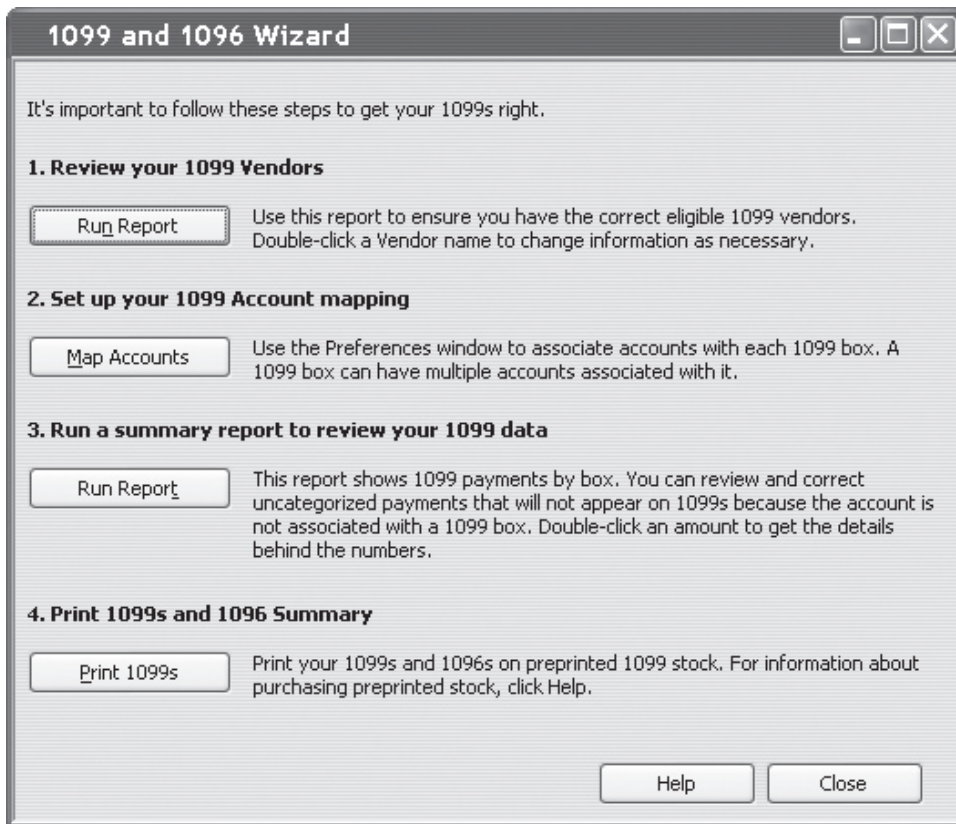 1099 and 1096 Wizard
It's important to follow these steps to get your 1099s right.
1. Review your 1099 Vendors
Run Report
Use this report to ensure you have the correct eligible 1099 vendors.
Double-click a Vendor name to change information as necessary.
2. Set up your 1099 Account mapping
Map Accounts
Use the Preferences window to associate accounts with each 1099 box. A
1099 box can have multiple accounts associated with it.
3. Run a summary report to review your 1099 data
Run Report
This report shows 1099 payments by box. You can review and correct
uncategorized payments that will not appear on 1099s because the account is
not associated with a 1099 box. Double-click an amount to get the details
behind the numbers.
4. Print 1099s and 1096 Summary
Print 1099s
Print your 1099s and 1096s on preprinted 1099 stock. For information about
purchasing preprinted stock, click Help.
Help
Close